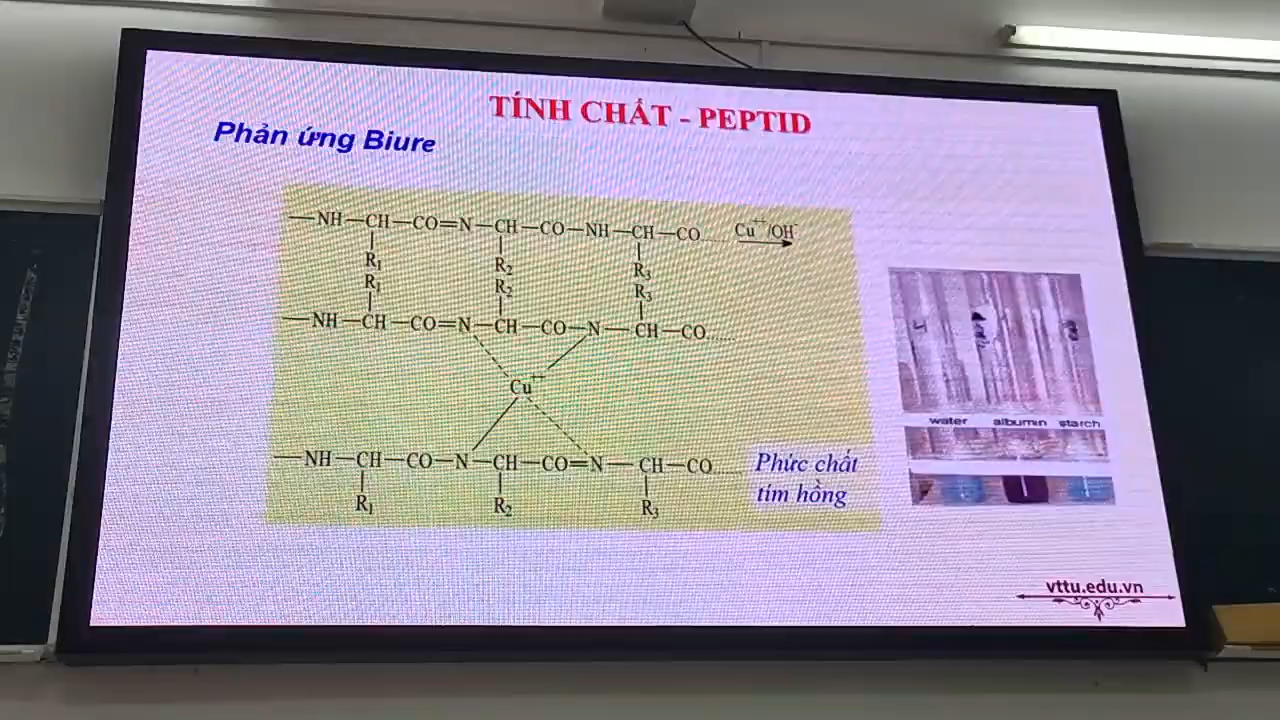 TÍNH CHẤT - PEPTID
Phản ứng Biure
—NH—CH—CO=N—CH—CO—NH—CH—CO...... Cu⁺⁺/OH⁻
R₁ R₂ R₃
R₁ R₂ R₃
—NH—CH—CO=N—CH—CO—N—CH—CO.......
Cu⁺⁺
—NH—CH—CO—N—CH—CO=N—CH—CO......
R₁ R₂ R₃
Phức chất
tím hồng
water albumin starch
vttu.edu.vn